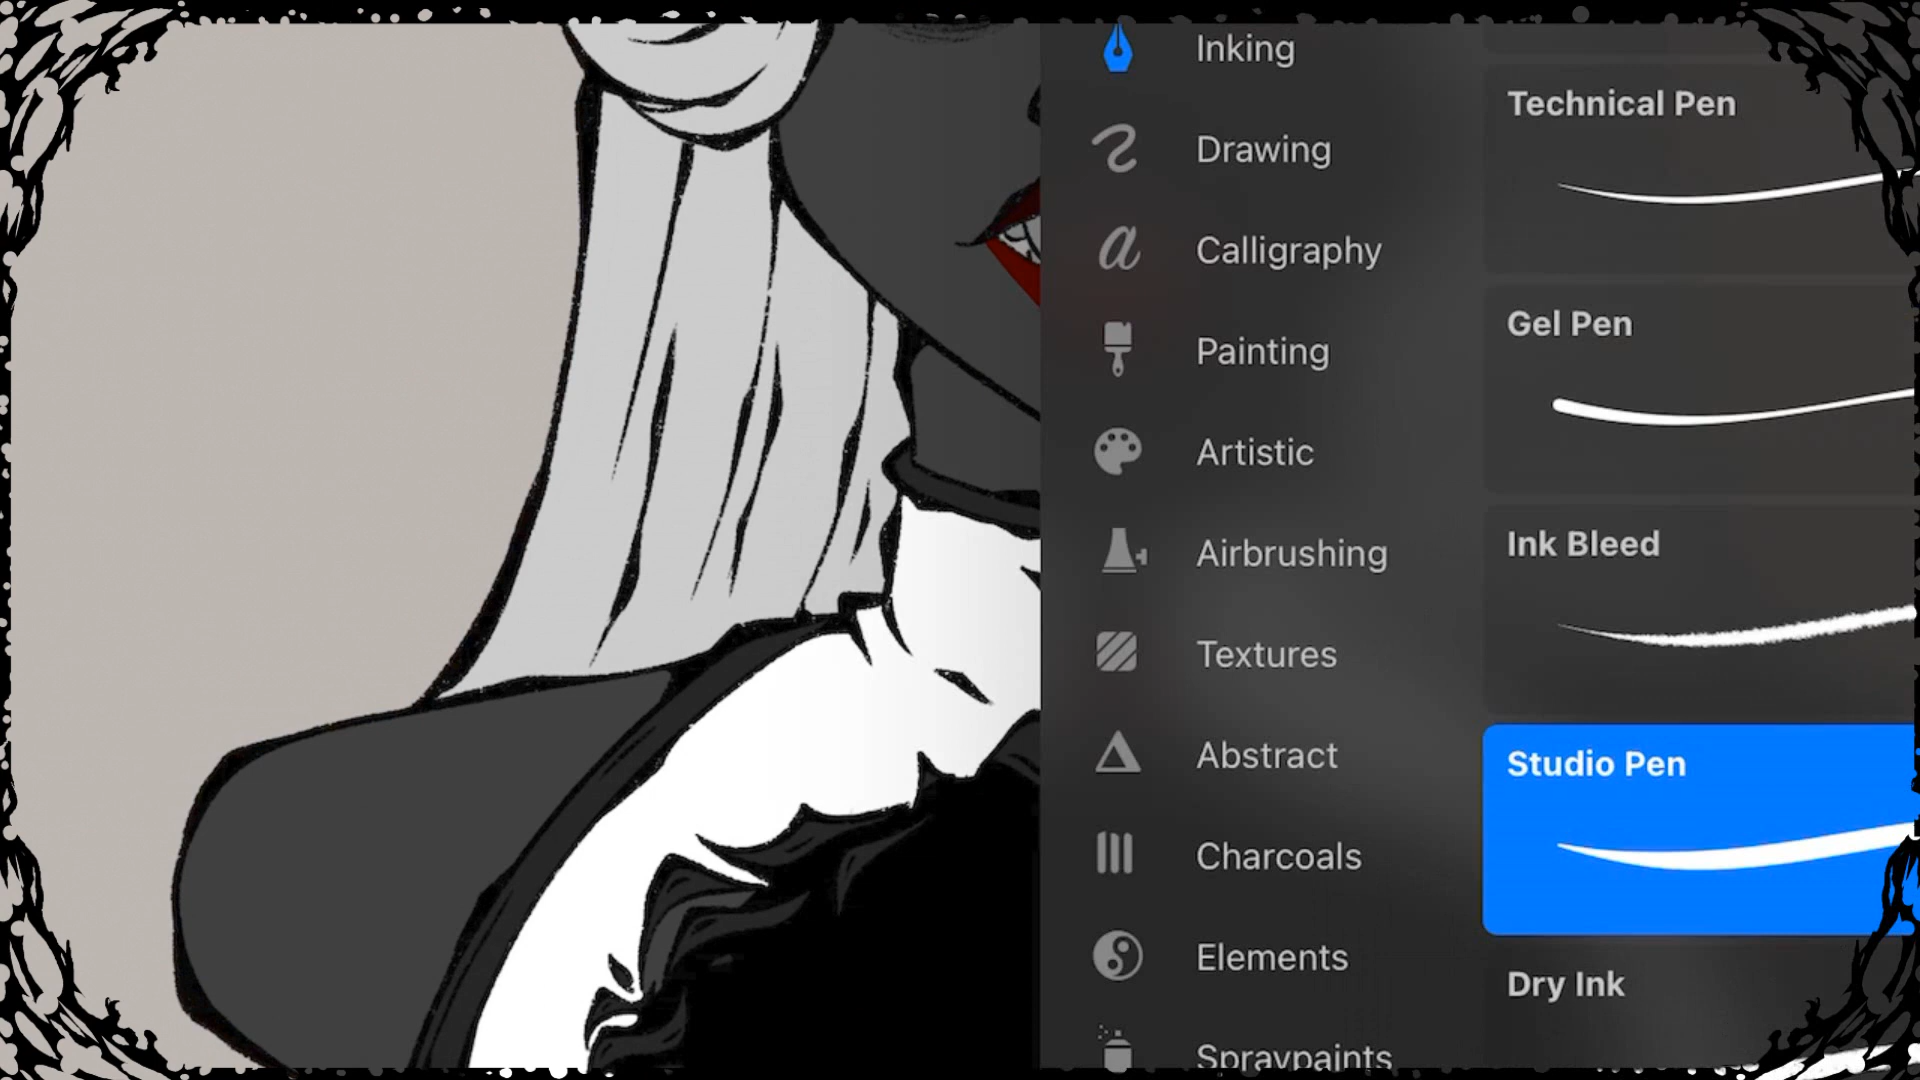 Inking
Drawing
Calligraphy
Painting
Artistic
Airbrushing
Textures
Abstract
Charcoals
Elements
Spraypaints
Technical Pen
Gel Pen
Ink Bleed
Studio Pen
Dry Ink